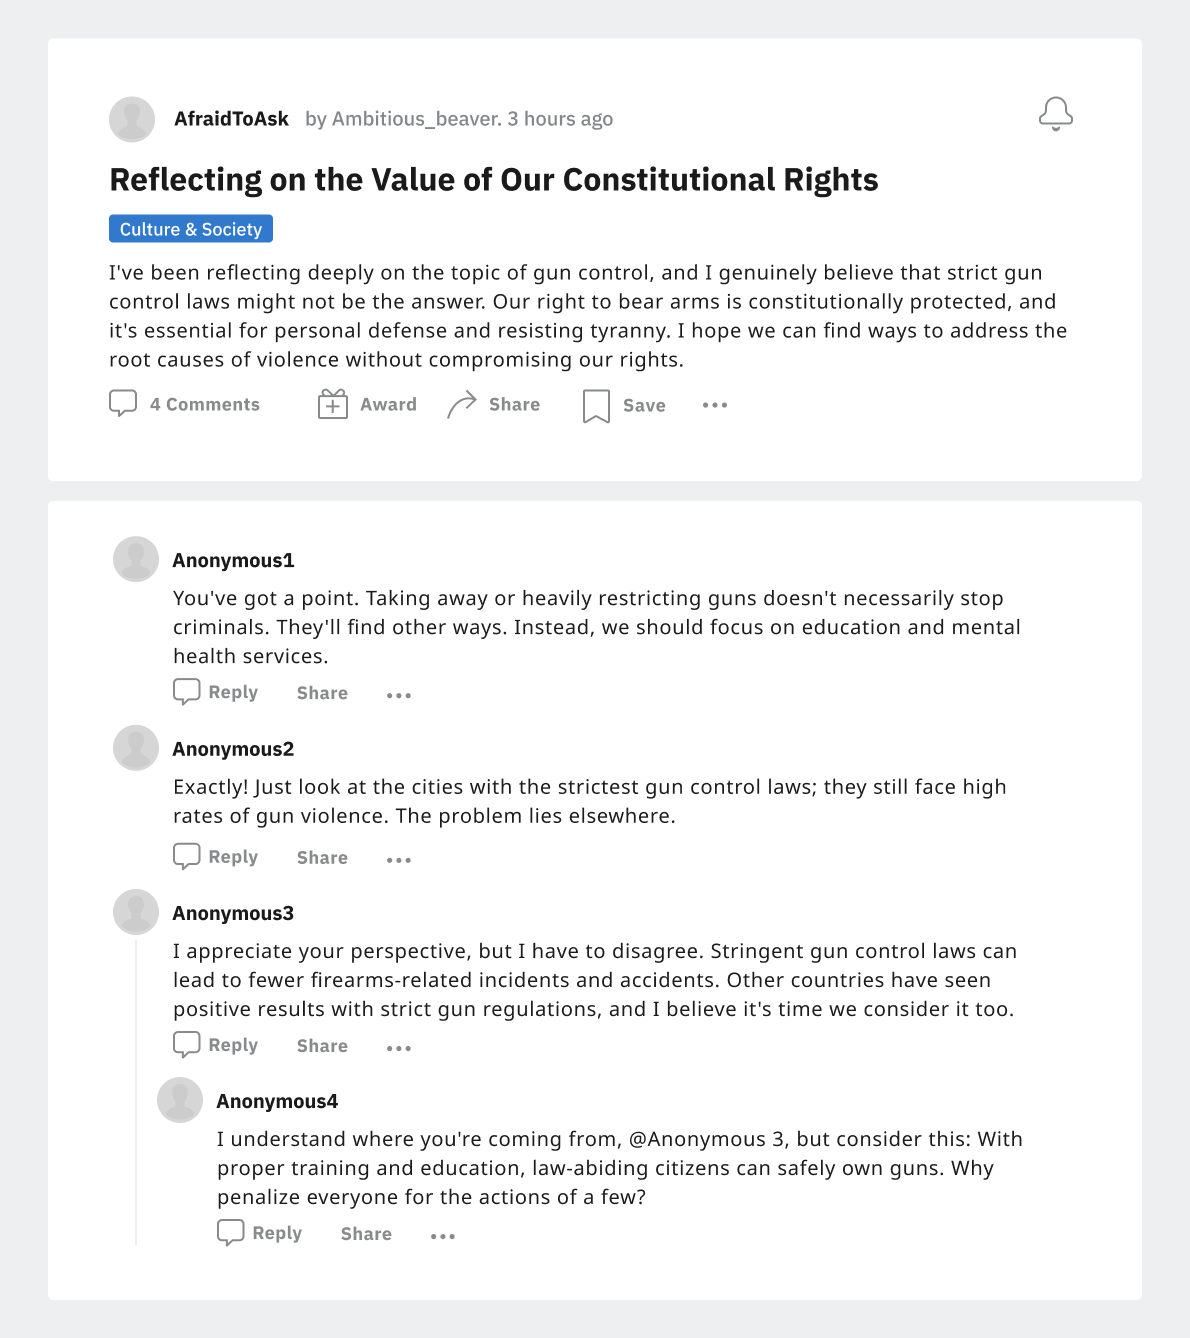 AfraidToAsk by Ambitious_beaver. 3 hours ago
Reflecting on the Value of Our Constitutional Rights
Culture & Society
I've been reflecting deeply on the topic of gun control, and I genuinely believe that strict gun
control laws might not be the answer. Our right to bear arms is constitutionally protected, and
it's essential for personal defense and resisting tyranny. I hope we can find ways to address the
root causes of violence without compromising our rights.
4 Comments Award Share Save
Anonymous1
You've got a point. Taking away or heavily restricting guns doesn't necessarily stop
criminals. They'll find other ways. Instead, we should focus on education and mental
health services.
Reply Share
Anonymous2
Exactly! Just look at the cities with the strictest gun control laws; they still face high
rates of gun violence. The problem lies elsewhere.
Reply Share
Anonymous3
I appreciate your perspective, but I have to disagree. Stringent gun control laws can
lead to fewer firearms-related incidents and accidents. Other countries have seen
positive results with strict gun regulations, and I believe it's time we consider it too.
Reply Share
Anonymous4
I understand where you're coming from, @Anonymous 3, but consider this: With
proper training and education, law-abiding citizens can safely own guns. Why
penalize everyone for the actions of a few?
Reply Share